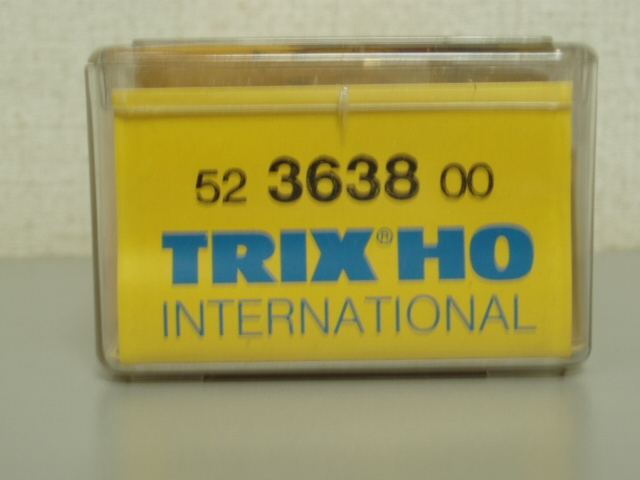 52 3638 00
TRIX® HO
INTERNATIONAL